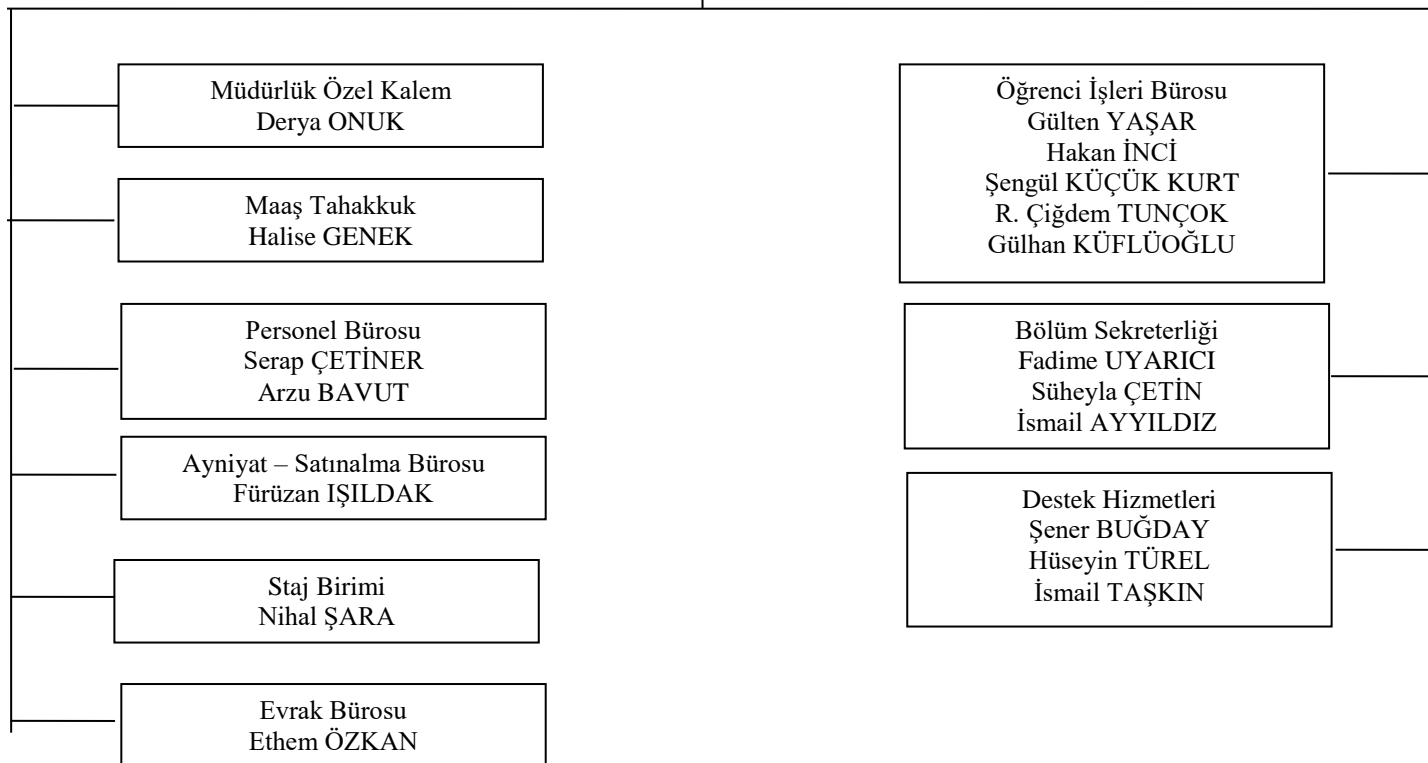 Müdürlük Özel Kalem
Derya ONUK
Maaş Tahakkuk
Halise GENEK
Personel Bürosu
Serap ÇETİNER
Arzu BAVUT
Ayniyat – Satınalma Bürosu
Fürüzan IŞILDAK
Staj Birimi
Nihal ŞARA
Evrak Bürosu
Ethem ÖZKAN
Öğrenci İşleri Bürosu
Gülten YAŞAR
Hakan İNCİ
Şengül KÜÇÜK KURT
R. Çiğdem TUNÇOK
Gülhan KÜFLÜOĞLU
Bölüm Sekreterliği
Fadime UYARICI
Süheyla ÇETİN
İsmail AYYILDIZ
Destek Hizmetleri
Şener BUĞDAY
Hüseyin TÜREL
İsmail TAŞKIN